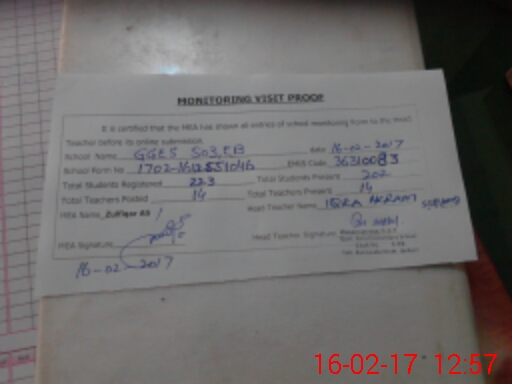 MONITORING VISIT PROOF
It is certified that the MEA has shown all entries of school monitoring form to the Head
Teacher before its online submission.
School Name GGES 503, EB Date 16-02-2017
School Form No 1702-1612551046 EMIS Code 36310083
Total Students Registered 223 Total Students Present 202
Total Teachers Posted 14 Total Teachers Present 14
MEA Name Zulfiqar Ali Head Teacher Name IQRA AKRAM
MEA Signature Head Teacher Signature
16-02-2017
16-02-17 12:57